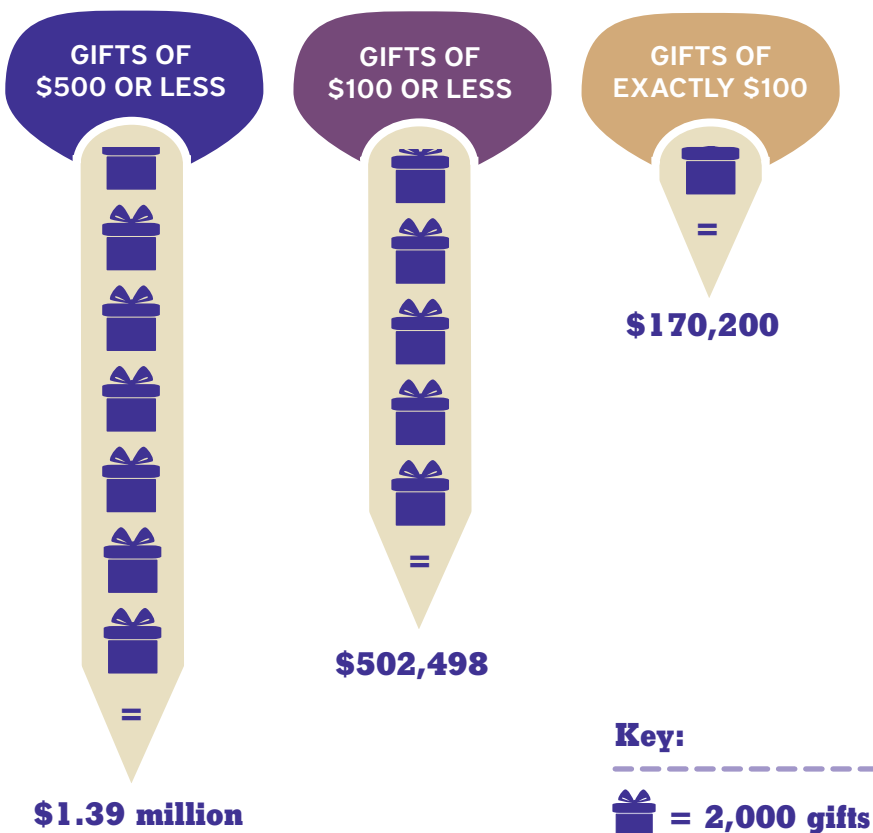 GIFTS OF
$500 OR LESS
=
$1.39 million
GIFTS OF
$100 OR LESS
=
$502,498
GIFTS OF
EXACTLY $100
=
$170,200
Key:
= 2,000 gifts